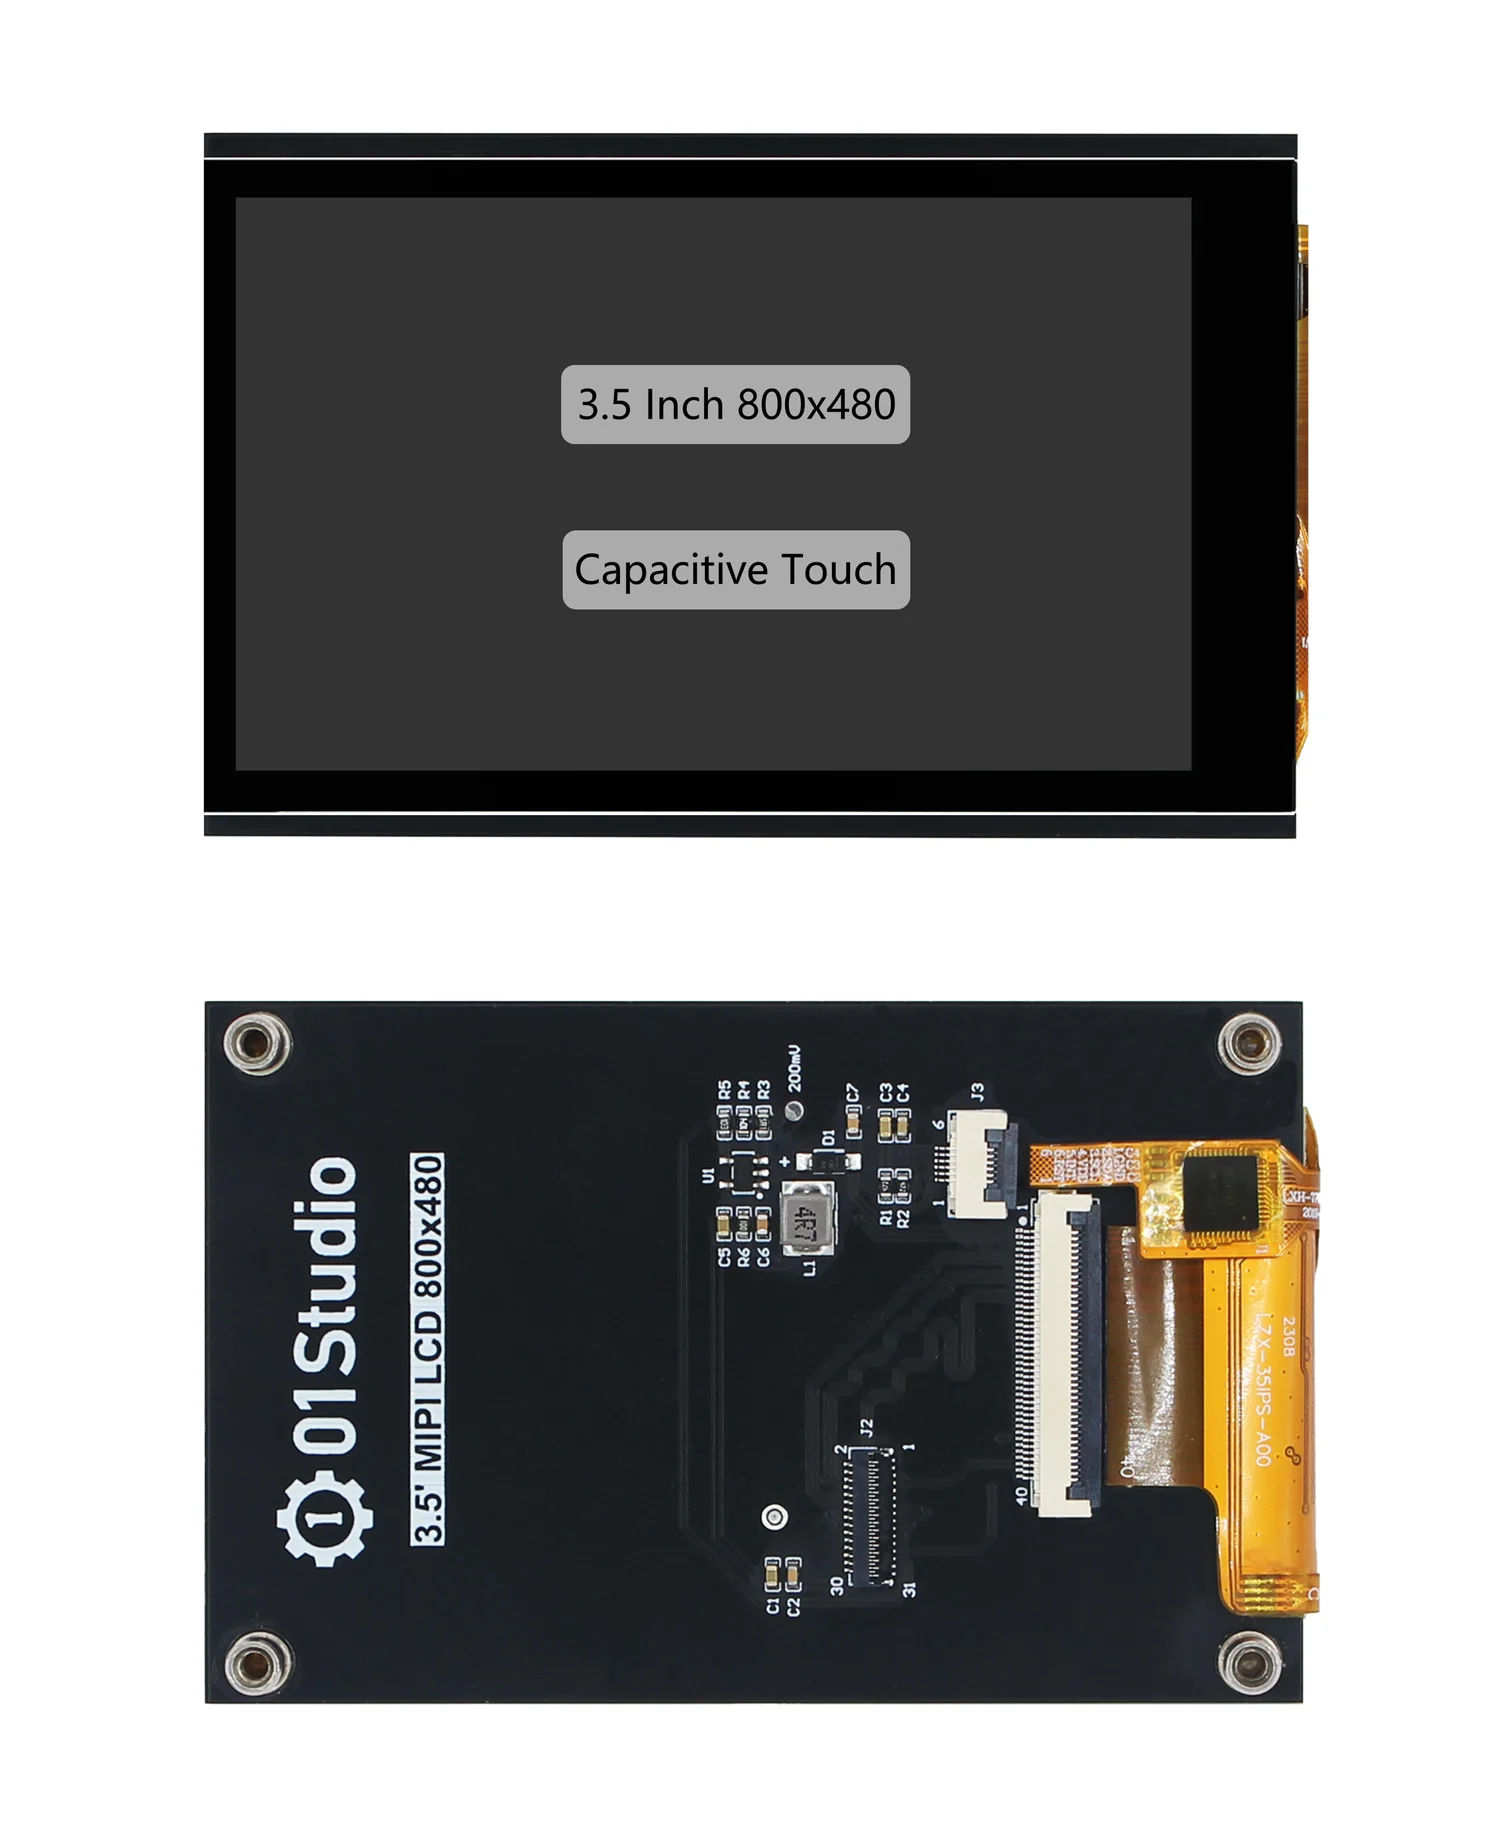 3.5 Inch 800x480
Capacitive Touch
01Studio
1
3.5' MIPI LCD 800x480
R5
R4
R3
200mV
C7
C3
C4
J3
6
1
U1
+
D1
4R7
L1
C5
R6
C6
R1
R2
1
40
J2
2
1
30
31
C1
C2
40
J1
2308
LZX-35IPS-A00